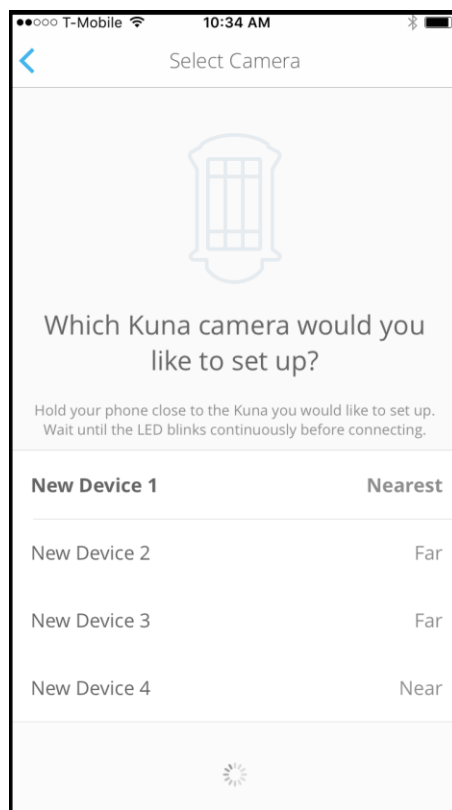 T-Mobile 10:34 AM
Select Camera
Which Kuna camera would you
like to set up?
Hold your phone close to the Kuna you would like to set up.
Wait until the LED blinks continuously before connecting.
New Device 1 Nearest
New Device 2 Far
New Device 3 Far
New Device 4 Near